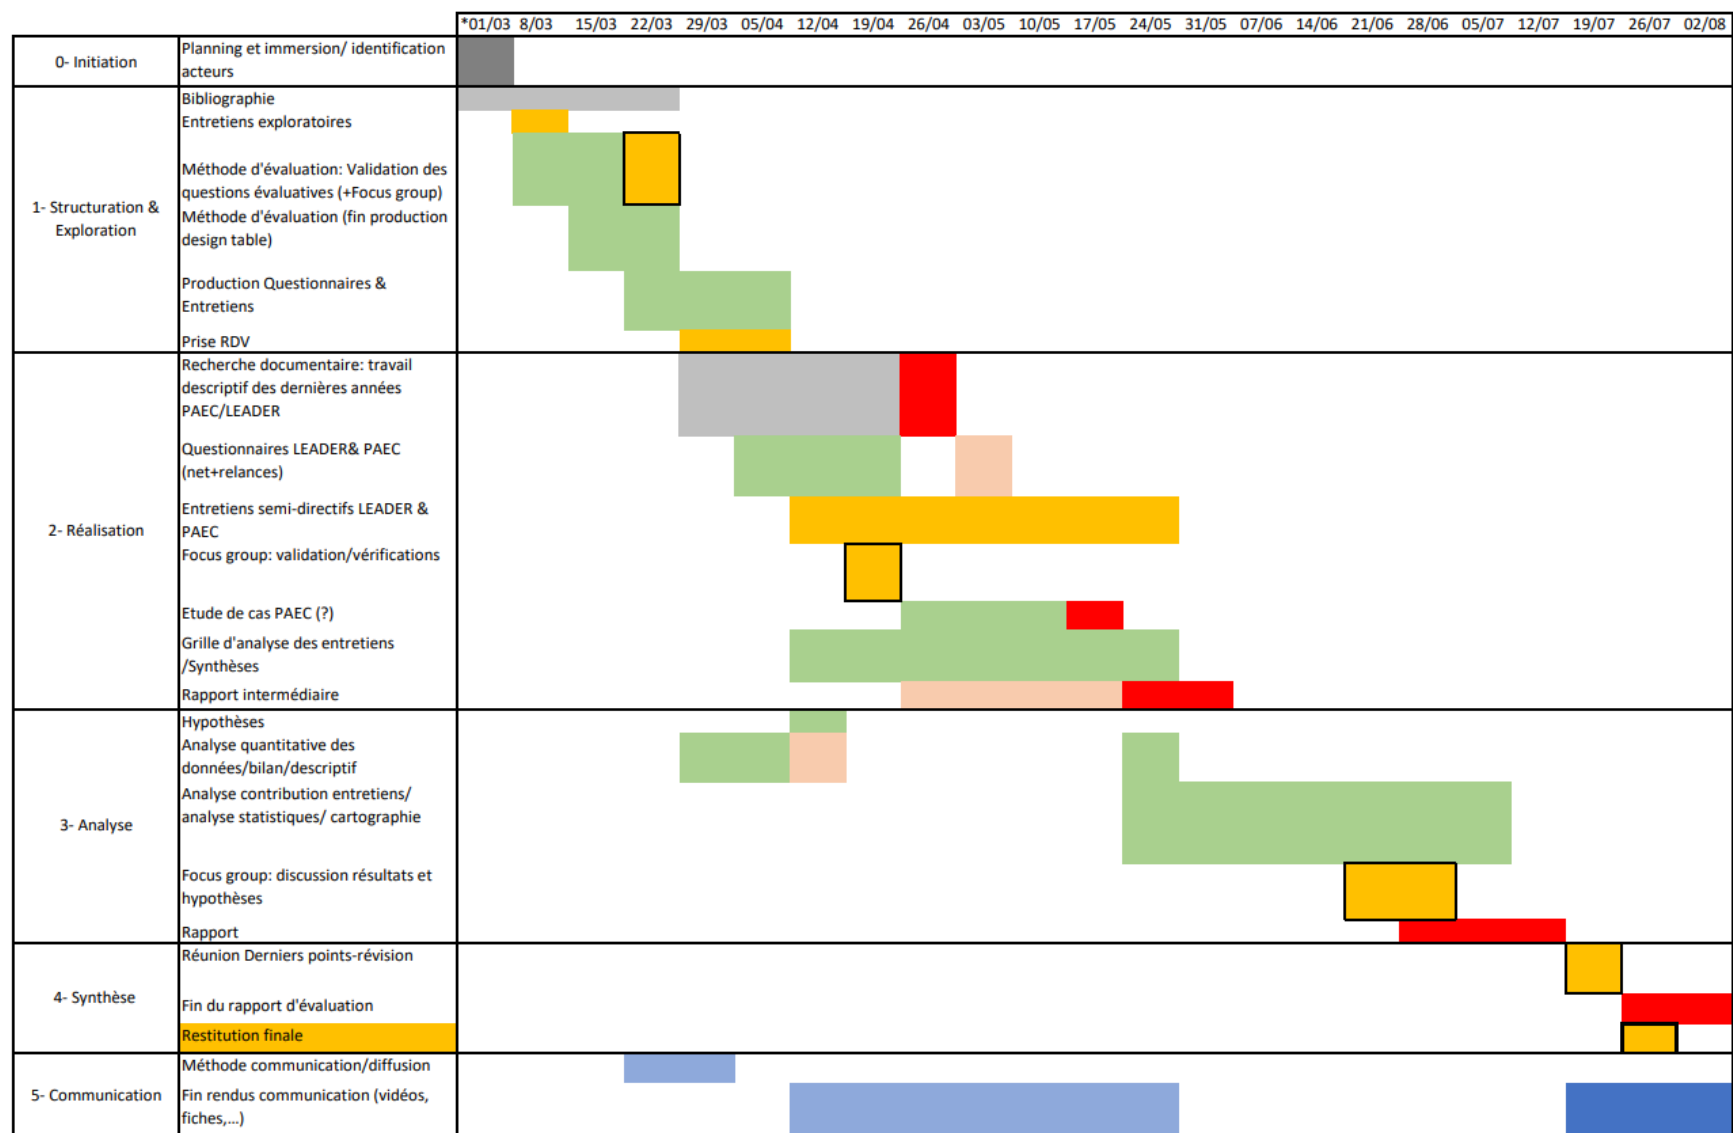 *01/03 8/03 15/03 22/03 29/03 05/04 12/04 19/04 26/04 03/05 10/05 17/05 24/05 31/05 07/06 14/06 21/06 28/06 05/07 12/07 19/07 26/07 02/08
0- Initiation
Planning et immersion/ identification
acteurs
1- Structuration &
Exploration
Bibliographie
Entretiens exploratoires
Méthode d'évaluation: Validation des
questions évaluatives (+Focus group)
Méthode d'évaluation (fin production
design table)
Production Questionnaires &
Entretiens
Prise RDV
2- Réalisation
Recherche documentaire: travail
descriptif des dernières années
PAEC/LEADER
Questionnaires LEADER& PAEC
(net+relances)
Entretiens semi-directifs LEADER &
PAEC
Focus group: validation/vérifications
Etude de cas PAEC (?)
Grille d'analyse des entretiens
/Synthèses
Rapport intermédiaire
3- Analyse
Hypothèses
Analyse quantitative des
données/bilan/descriptif
Analyse contribution entretiens/
analyse statistiques/ cartographie
Focus group: discussion résultats et
hypothèses
Rapport
4- Synthèse
Réunion Derniers points-révision
Fin du rapport d'évaluation
Restitution finale
5- Communication
Méthode communication/diffusion
Fin rendus communication (vidéos,
fiches,...)